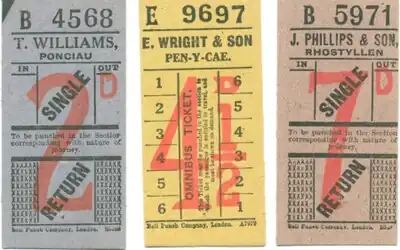 B 4568
T. WILLIAMS,
PONCIAU
IN OUT
2D
SINGLE
To be punched in the Section
corresponding with nature of
journey.
RETURN
2
Bell Punch Company, London.
E 9697
E. WRIGHT & SON
PEN-Y-CAE.
1 6
2 5
3 4
4 3
5 2
6 1
4½D
OMNIBUS TICKET.
Bell Punch Company, London. A7979
B 5971
J. PHILLIPS & SON,
RHOSTYLLEN
IN OUT
7D
SINGLE
To be punched in the Section
corresponding with nature of
journey.
RETURN
Bell Punch Company, London.